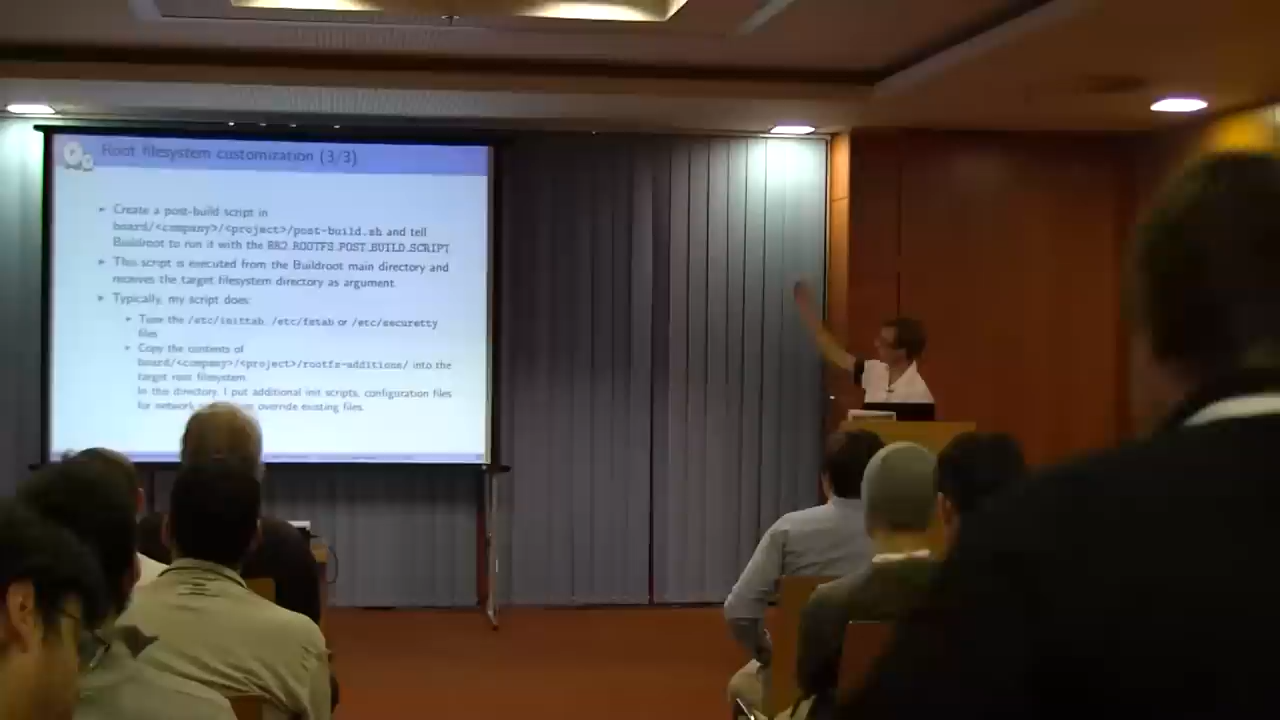 Root filesystem customization (3/3)
Create a post-build script in
board/<company>/<project>/post-build.sh and tell
Buildroot to run it with the BR2_ROOTFS_POST_BUILD_SCRIPT
This script is executed from the Buildroot main directory and
receives the target filesystem directory as argument
Typically, my script does:
Tune the /etc/inittab, /etc/fstab or /etc/securetty
files
Copy the contents of
board/<company>/<project>/rootfs-additions/ into the
target root filesystem.
In this directory, I put additional init scripts, configuration files
for network override existing files.